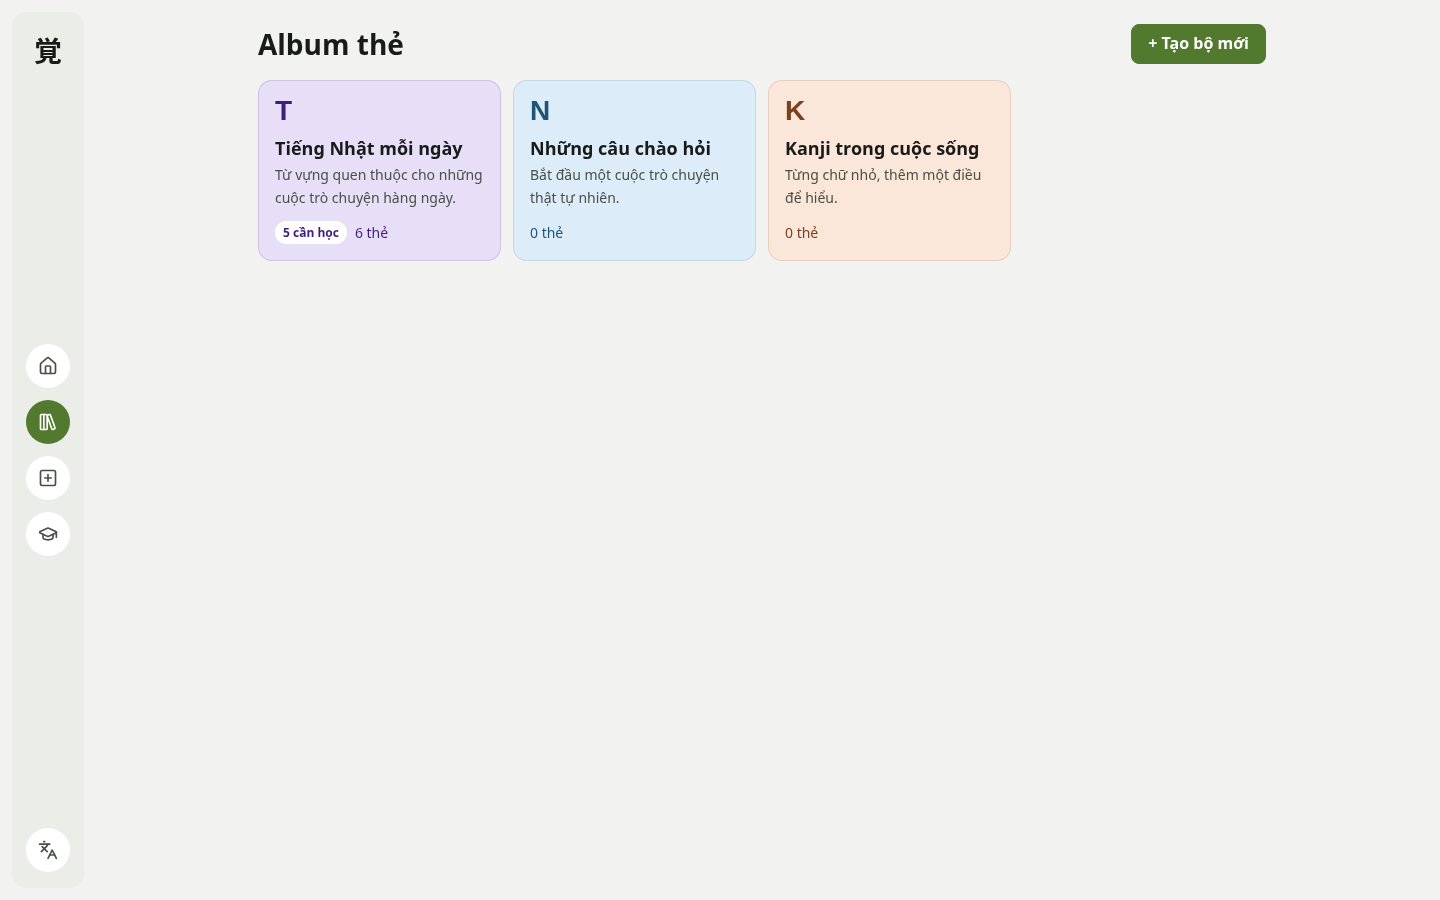 覚
Album thẻ
+ Tạo bộ mới
T
Tiếng Nhật mỗi ngày
Từ vựng quen thuộc cho những
cuộc trò chuyện hàng ngày.
5 cần học
6 thẻ
N
Những câu chào hỏi
Bắt đầu một cuộc trò chuyện
thật tự nhiên.
0 thẻ
K
Kanji trong cuộc sống
Từng chữ nhỏ, thêm một điều
để hiểu.
0 thẻ